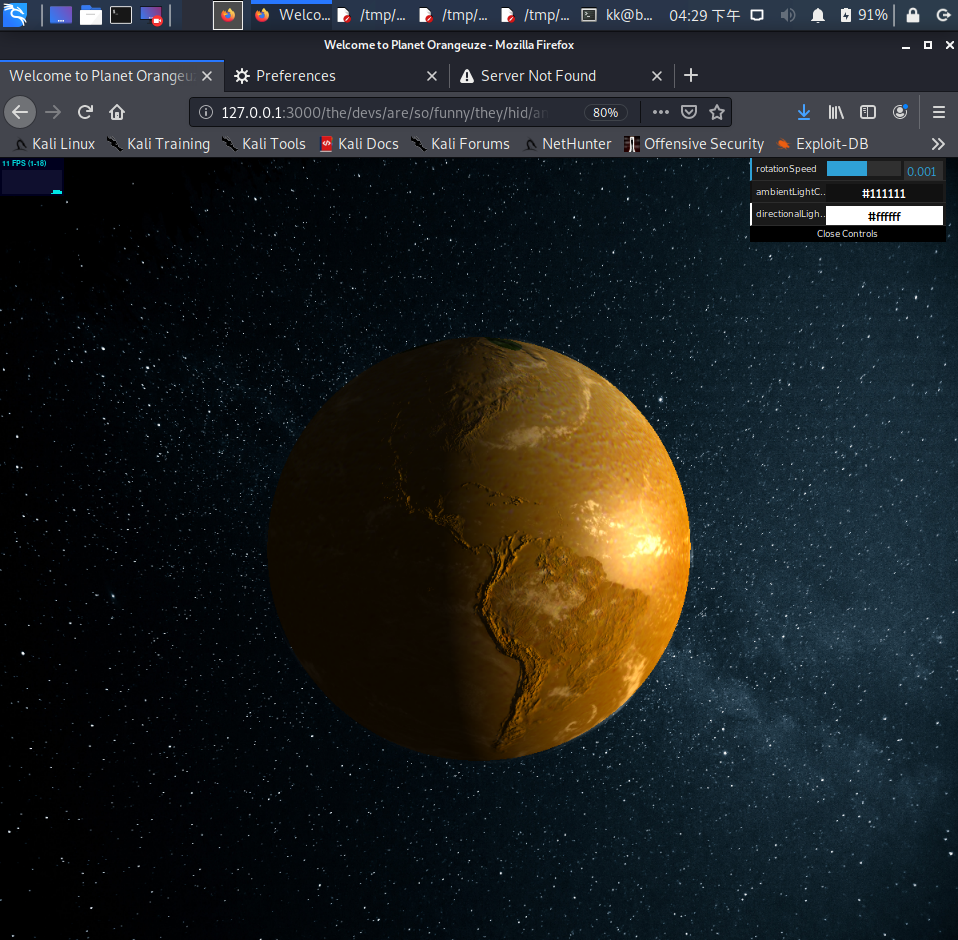 Welco...
/tmp/...
/tmp/...
/tmp/...
kk@b...
04:29 下午
91%
Welcome to Planet Orangeuze - Mozilla Firefox
Welcome to Planet Orangeu
Preferences
Server Not Found
127.0.0.1:3000/the/devs/are/so/funny/they/hid/an
80%
Kali Linux
Kali Training
Kali Tools
Kali Docs
Kali Forums
NetHunter
Offensive Security
Exploit-DB
11 FPS (1-18)
rotationSpeed
0.001
ambientLightC..
#111111
directionalLigh..
#ffffff
Close Controls